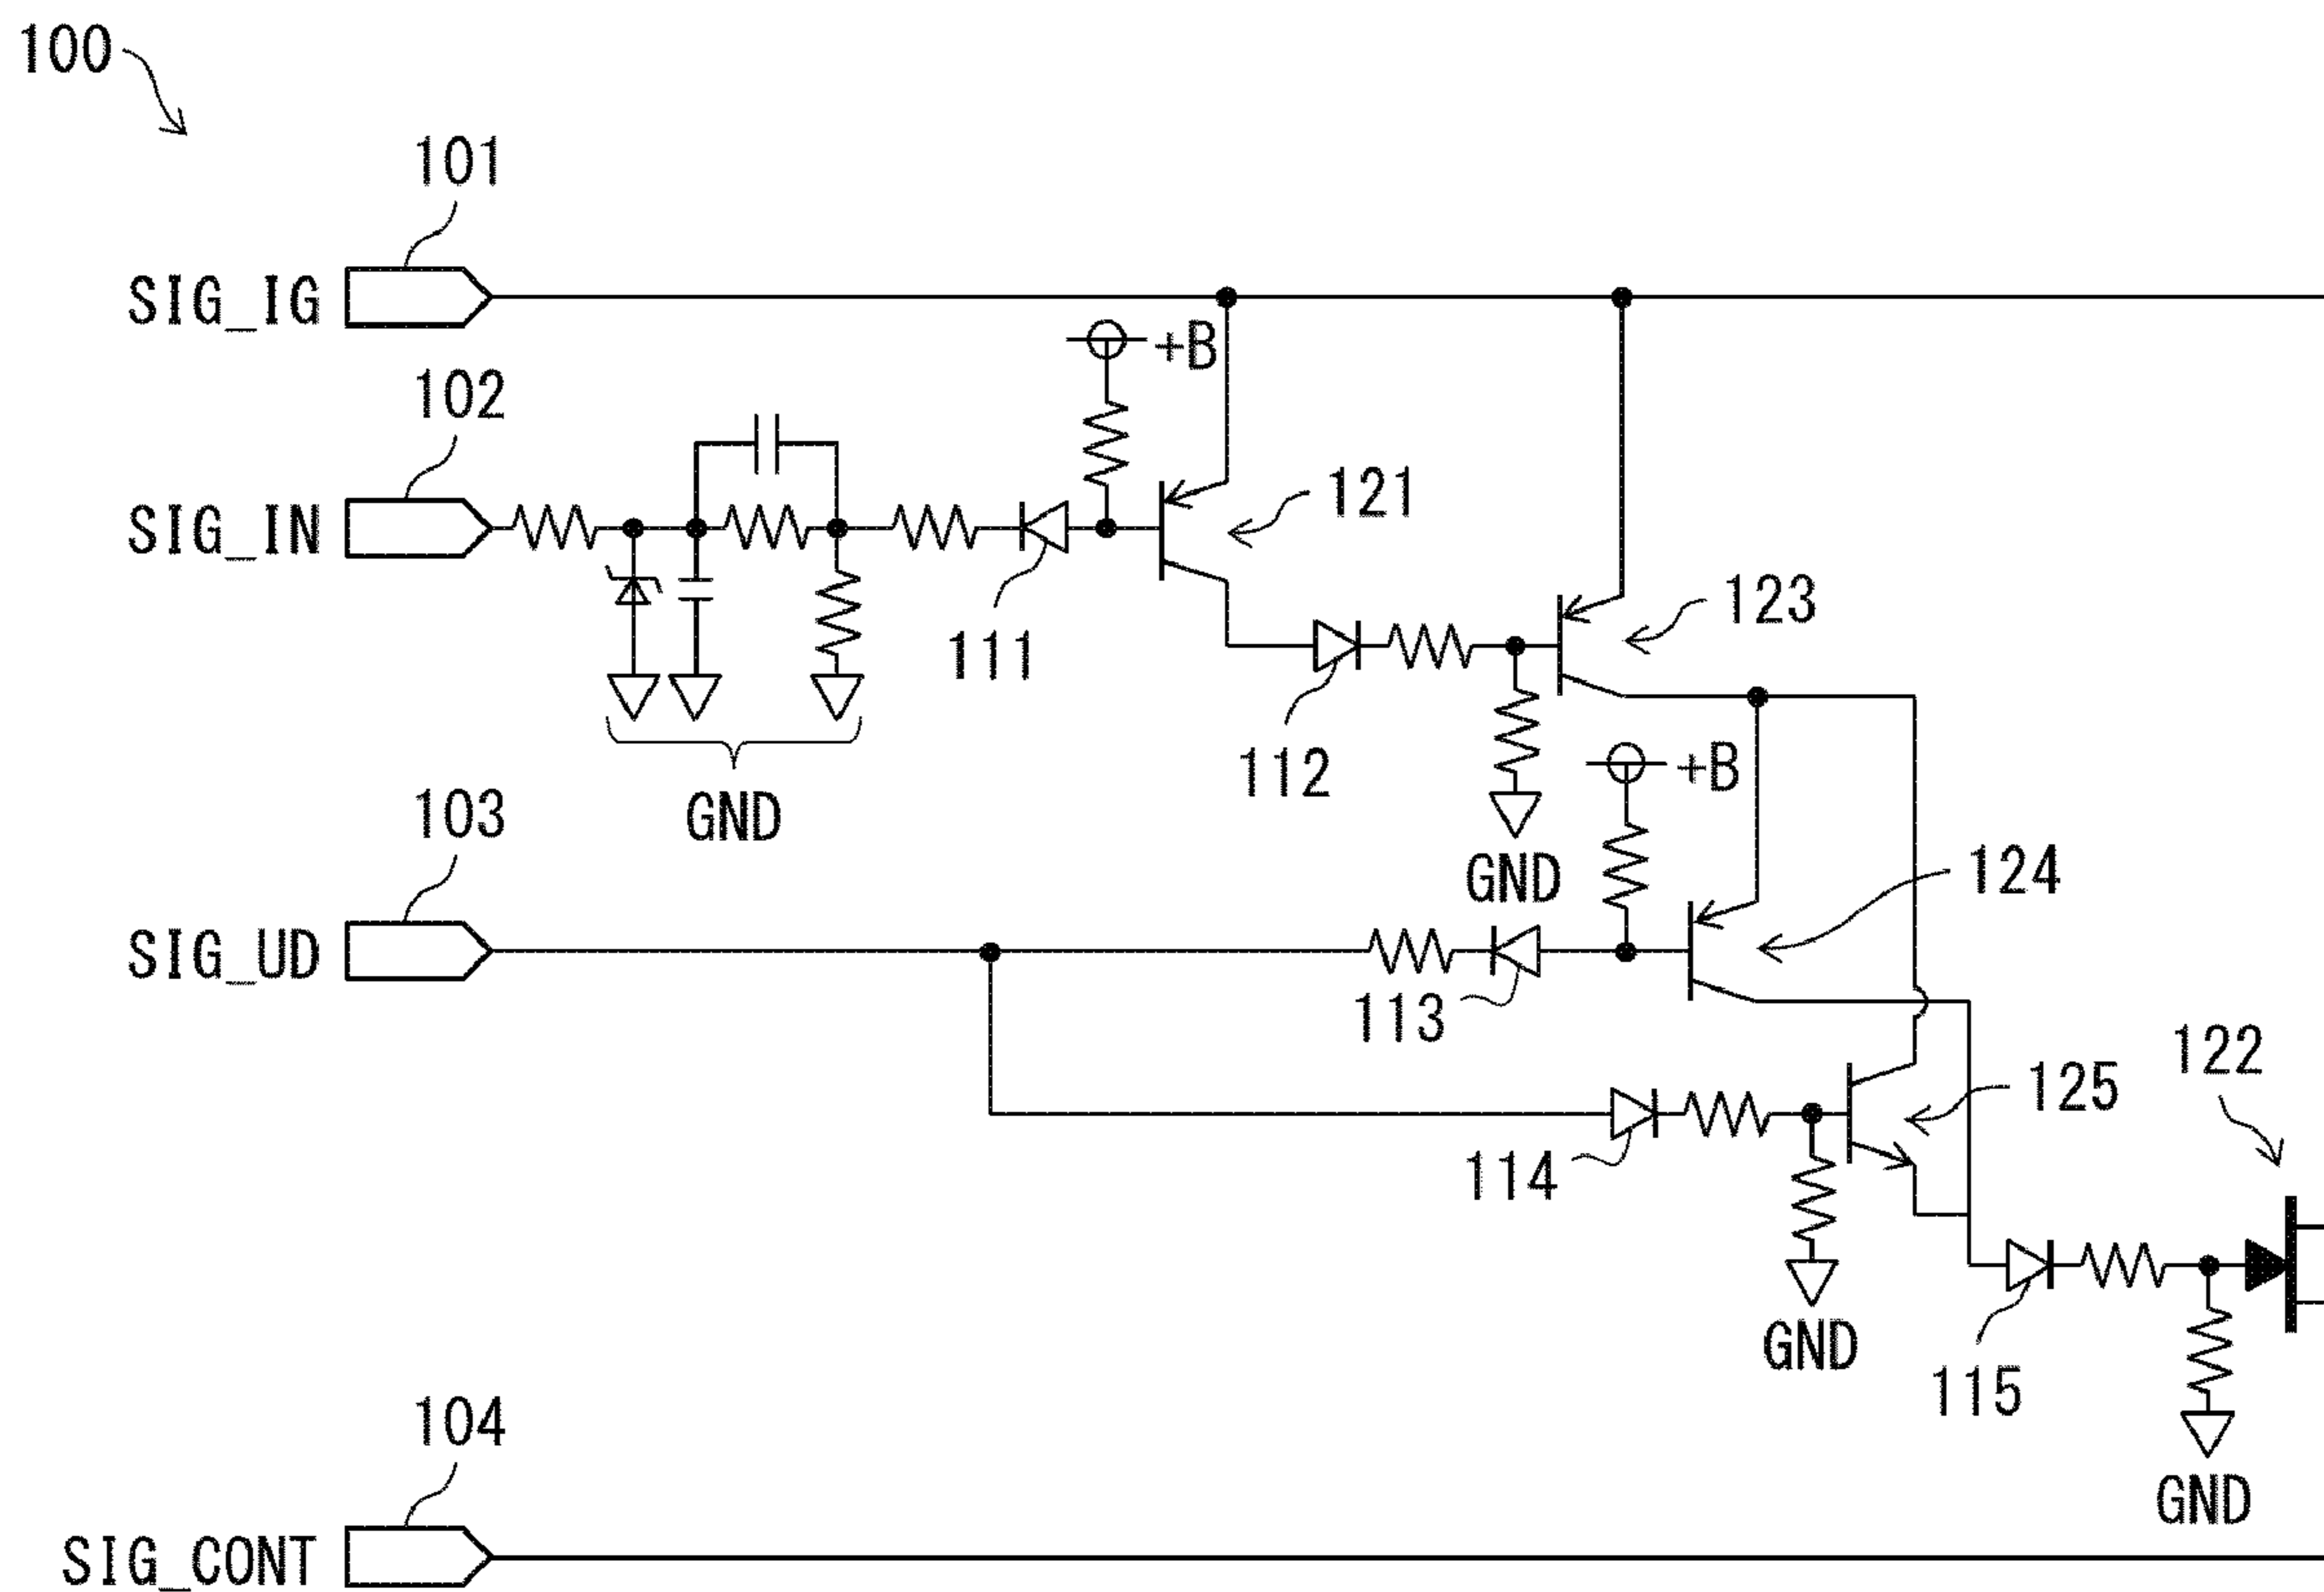 100
101
SIG_IG
+B
102
121
SIG_IN
123
111
112
+B
GND
103
GND
124
SIG_UD
113
122
125
114
GND
115
104
GND
SIG_CONT